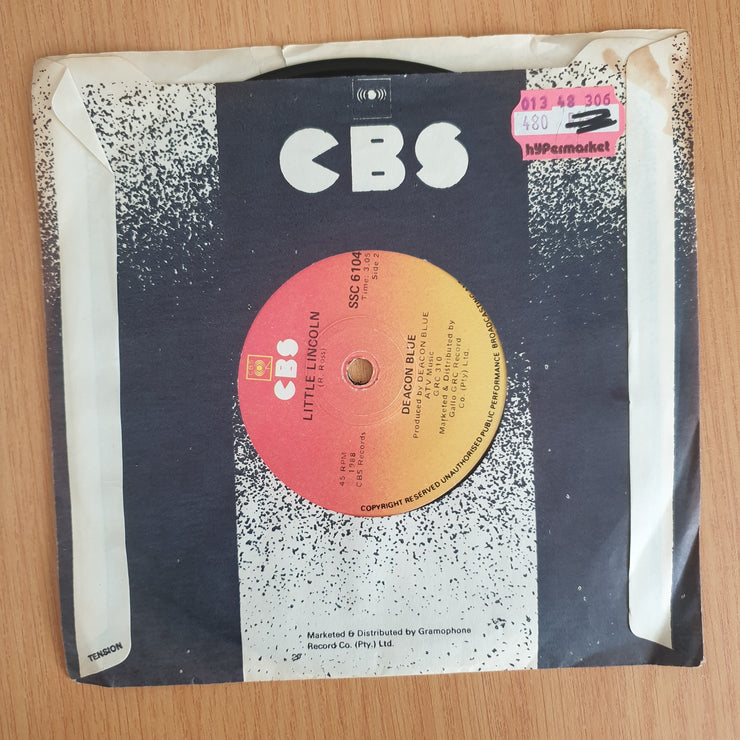 CBS
013 48 306
480
hYPermarket
CBS
LITTLE LINCOLN
(R. Ross)
SSC 6104
Time: 3.05
Side 2
45 RPM
1988
CBS Records
DEACON BLUE
Produced by DEACON BLUE
ATV Music
GRC 310
Marketed & Distributed by
Gallo GRC Record
Co. (Pty) Ltd.
COPYRIGHT RESERVED UNAUTHORISED PUBLIC PERFORMANCE BROADCASTING
Marketed & Distributed by Gramophone
Record Co. (Pty.) Ltd.
TENSION